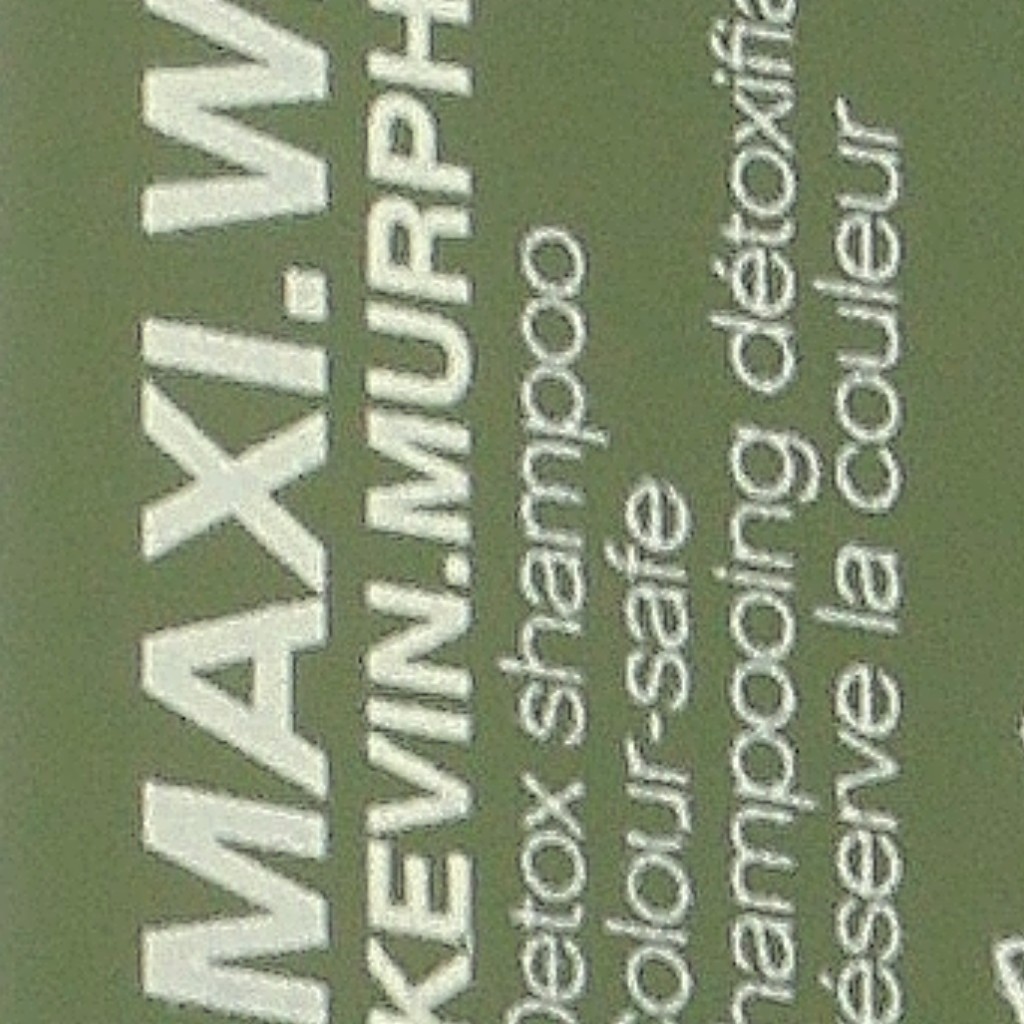 MAXI.W
KEVIN.MURPH
Detox shampoo
Colour-safe
hampooing détoxifia
éserve la couleur